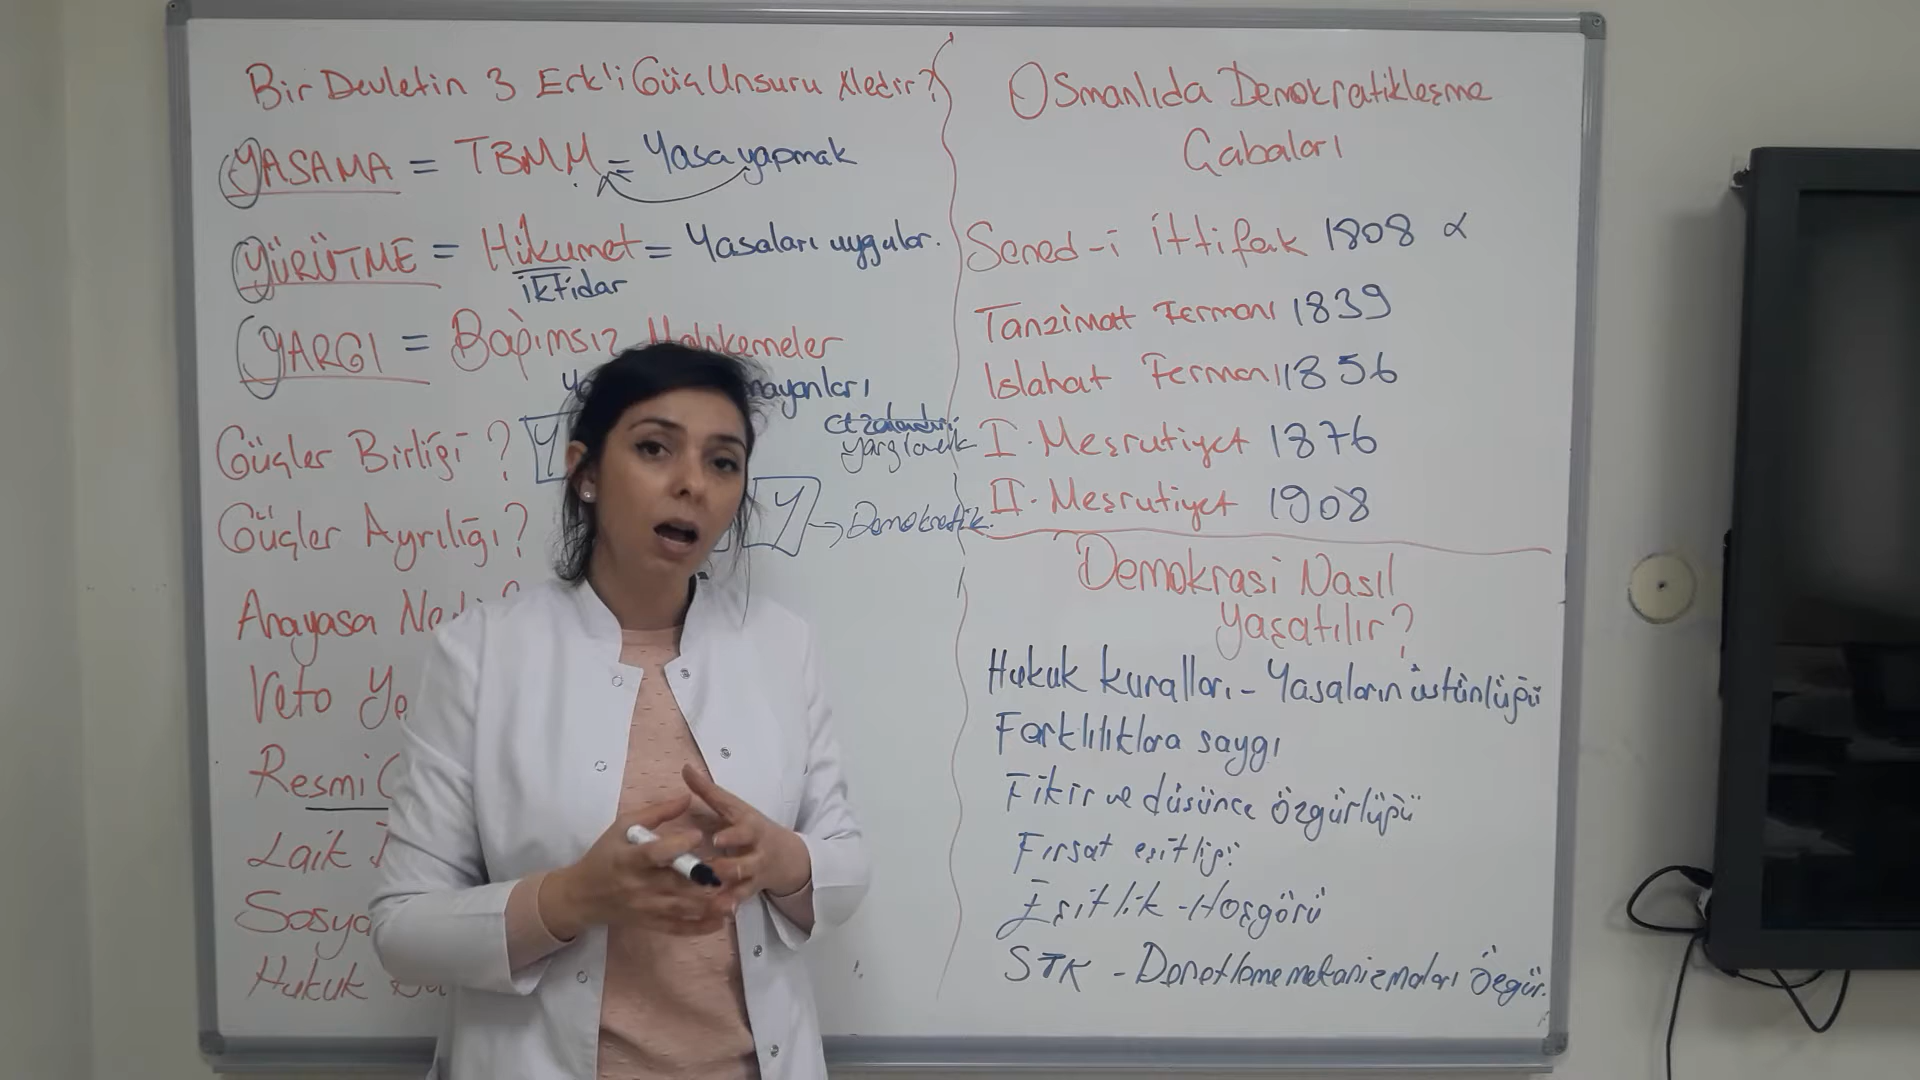 Bir Devletin 3 Erk'i Güç Unsuru Nedir?
YASAMA = TBMM = Yasa yapmak
YÜRÜTME = Hükumet = Yasaları uygular.
iktidar
YARGI = Bağımsız Mahkemeler
Güçler Birliği ? Y
Güçler Ayrılığı? Y → Demokratik.
Anayasa
Veto
Resmi
Laik
Hukuk
Osmanlıda Demokratikleşme
Çabaları
Sened-i İttifak 1808
Tanzimat Fermanı 1839
Islahat Fermanı 1856
I. Meşrutiyet 1876
II. Meşrutiyet 1908
Demokrasi Nasıl
Yaşatılır?
Hukuk kuralları - Yasaların üstünlüğü
Farklılıklara saygı
Fikir ve düşünce özgürlüğü
Fırsat eşitliği
Eşitlik - Hoşgörü
STK - Denetleme mekanizmaları Özgür.